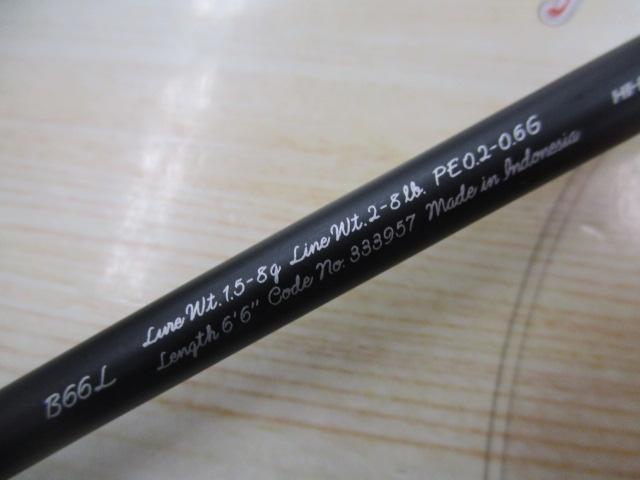 B66L
Lure Wt.1.5-8g Line Wt.2-8lb. PE0.2-0.6G
Length 6'6" Code No.333957 Made in Indonesia